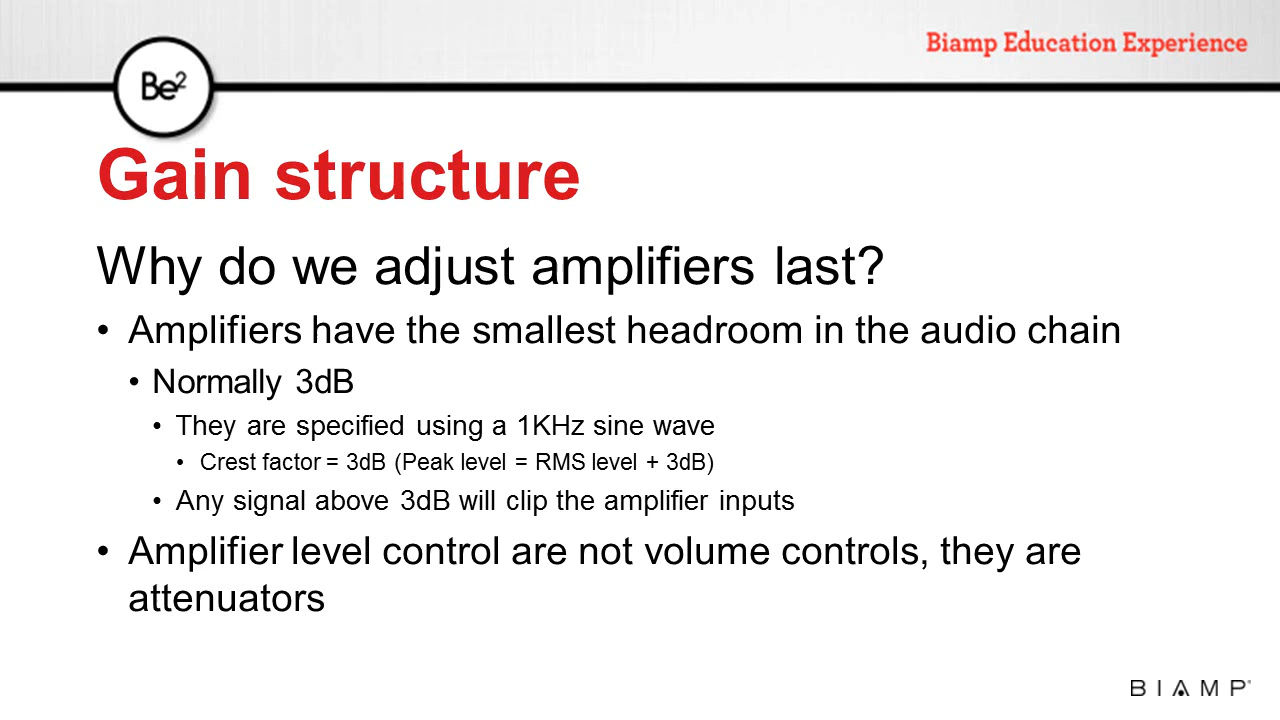 Biamp Education Experience
Be²
Gain structure
Why do we adjust amplifiers last?
• Amplifiers have the smallest headroom in the audio chain
• Normally 3dB
• They are specified using a 1KHz sine wave
• Crest factor = 3dB (Peak level = RMS level + 3dB)
• Any signal above 3dB will clip the amplifier inputs
• Amplifier level control are not volume controls, they are
attenuators
BIAMP